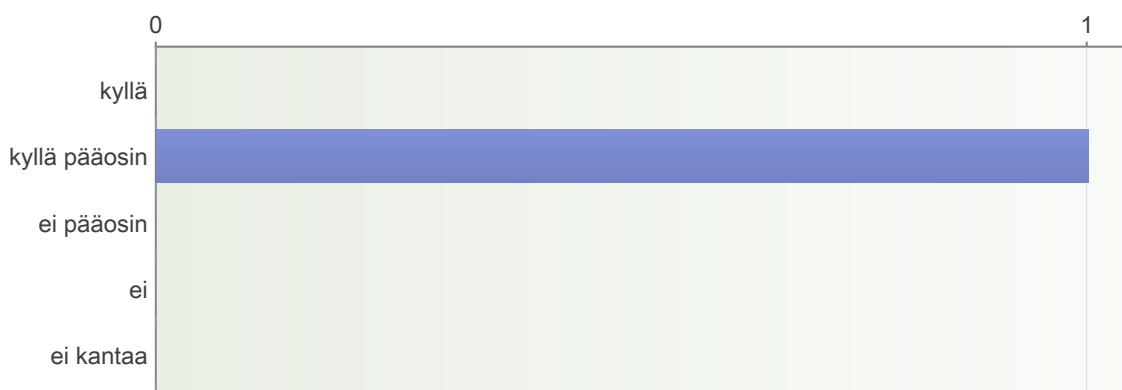 0 1
kyllä
kyllä pääosin
ei pääosin
ei
ei kantaa